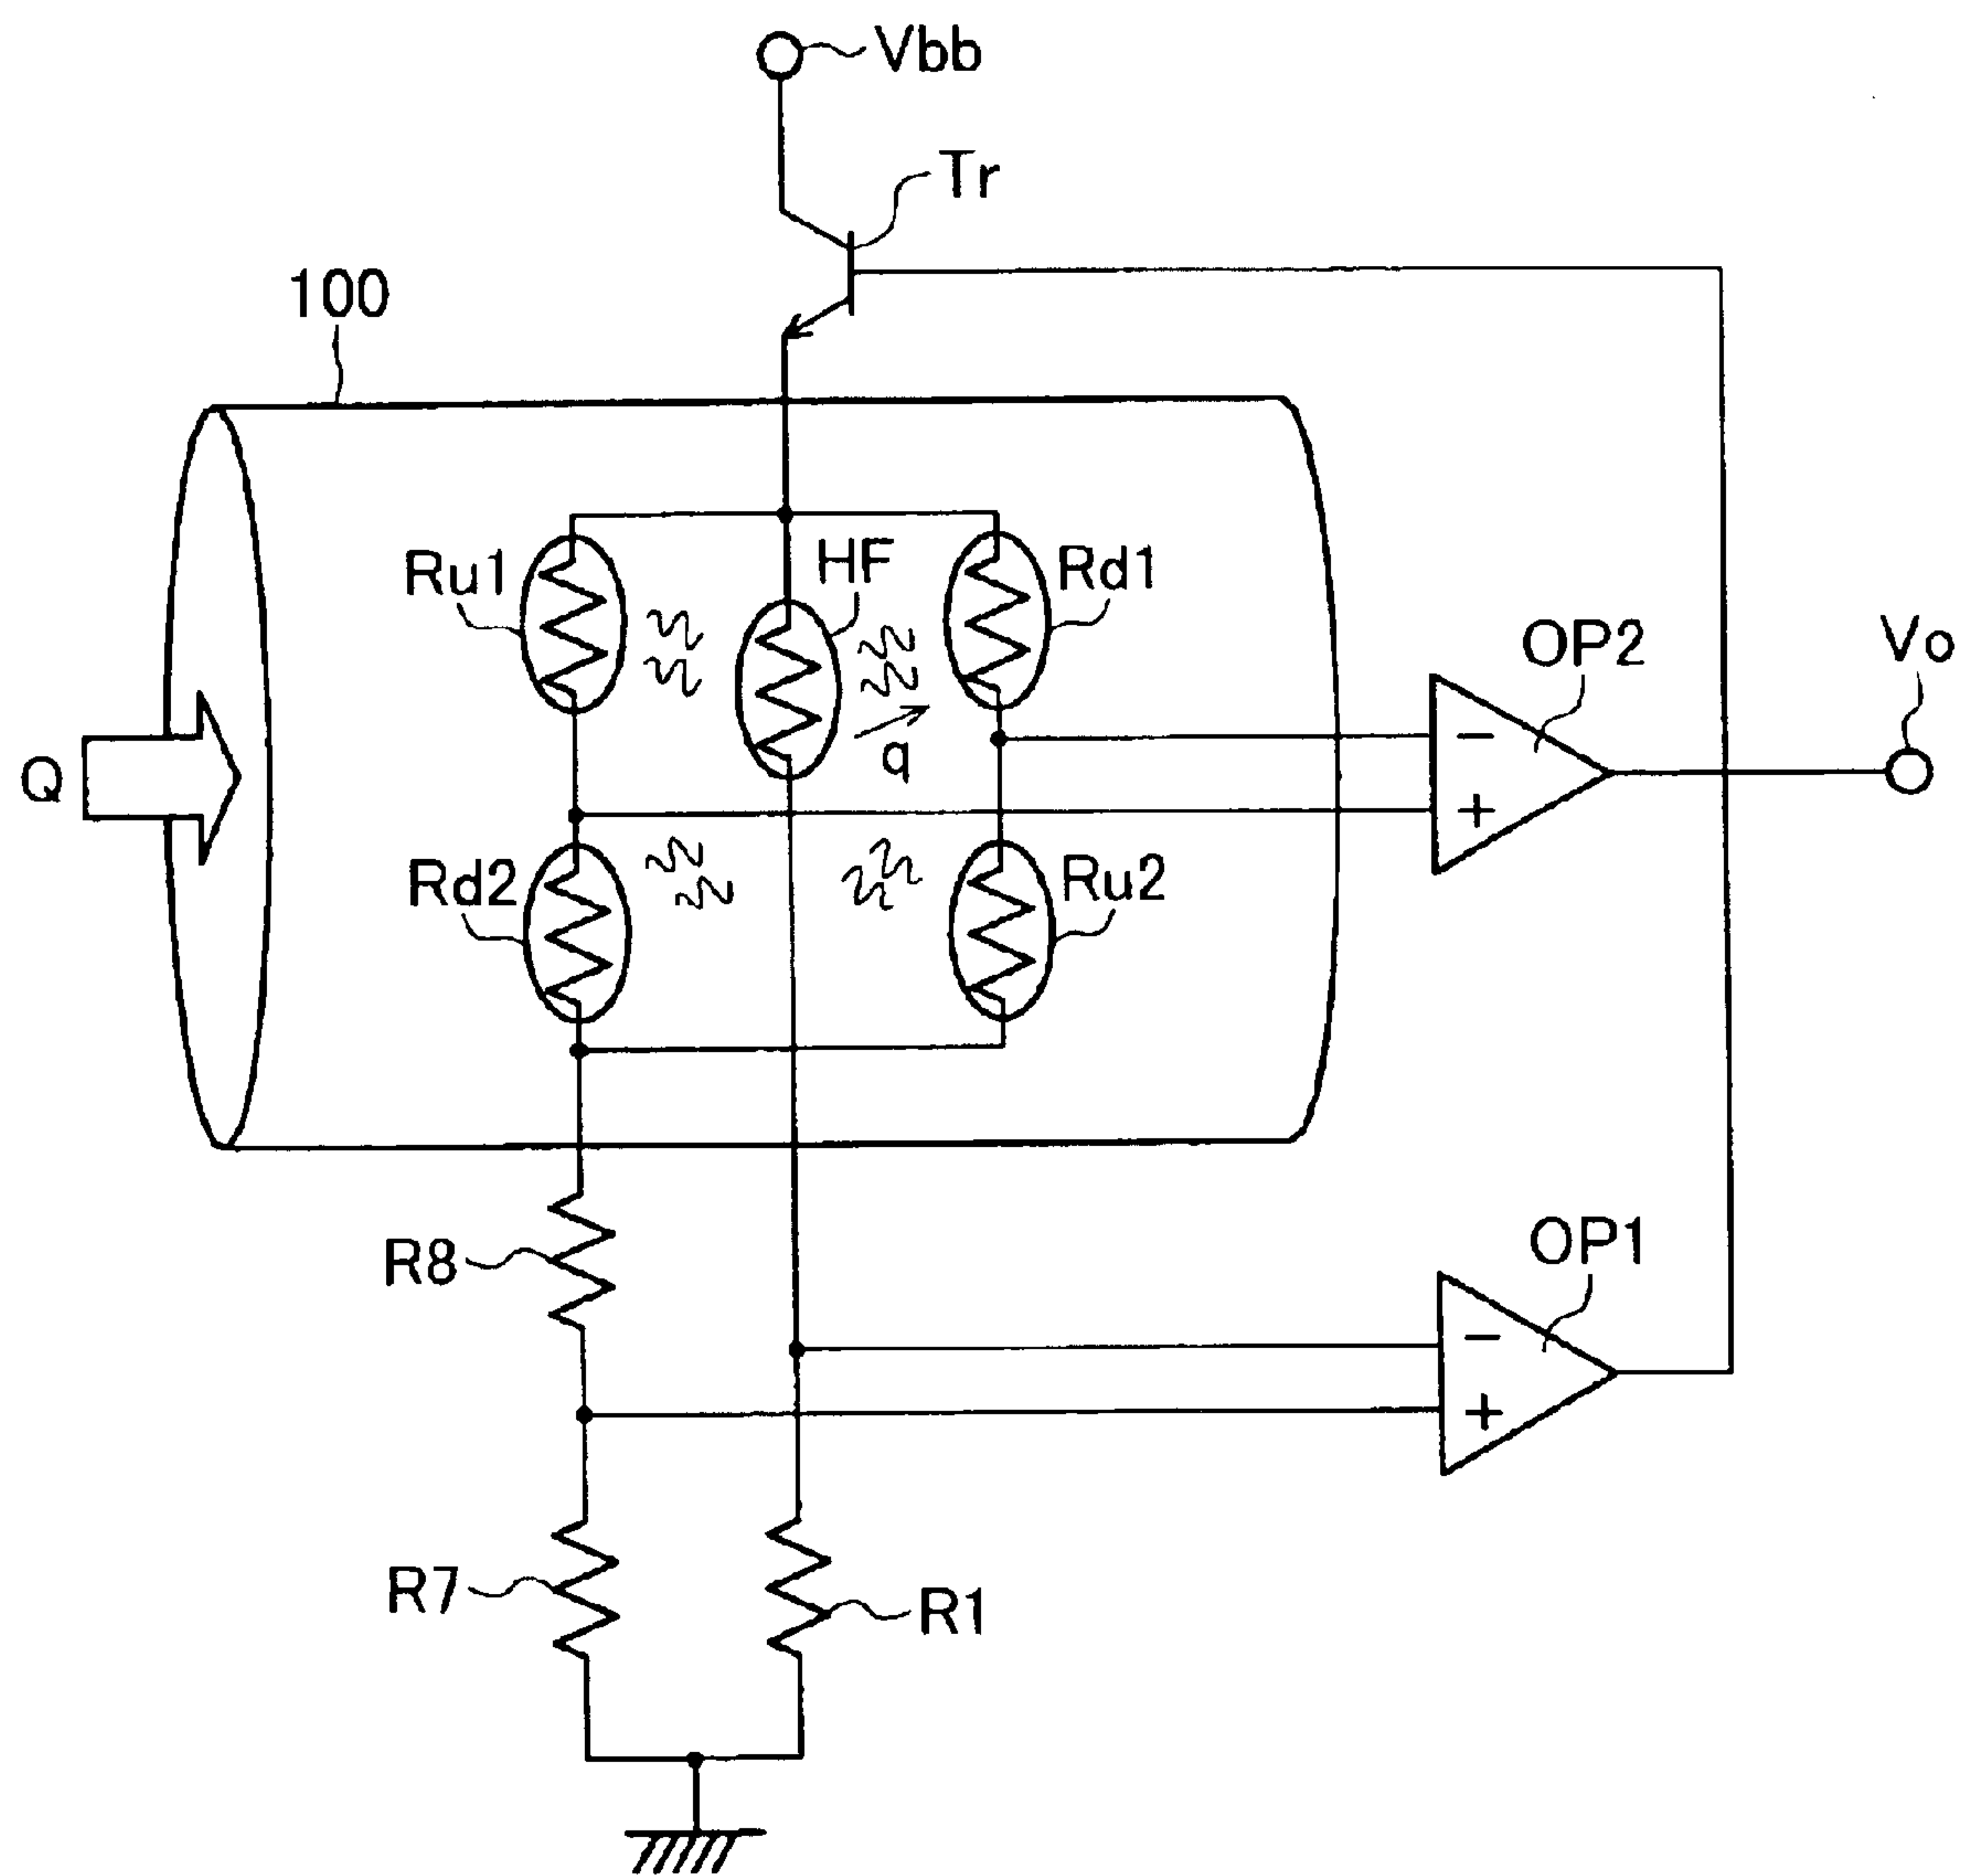 Vbb
Tr
100
Ru1
HF
Rd1
OP2
Vo
q
Q
−
+
Rd2
Ru2
R8
OP1
−
+
R7
R1